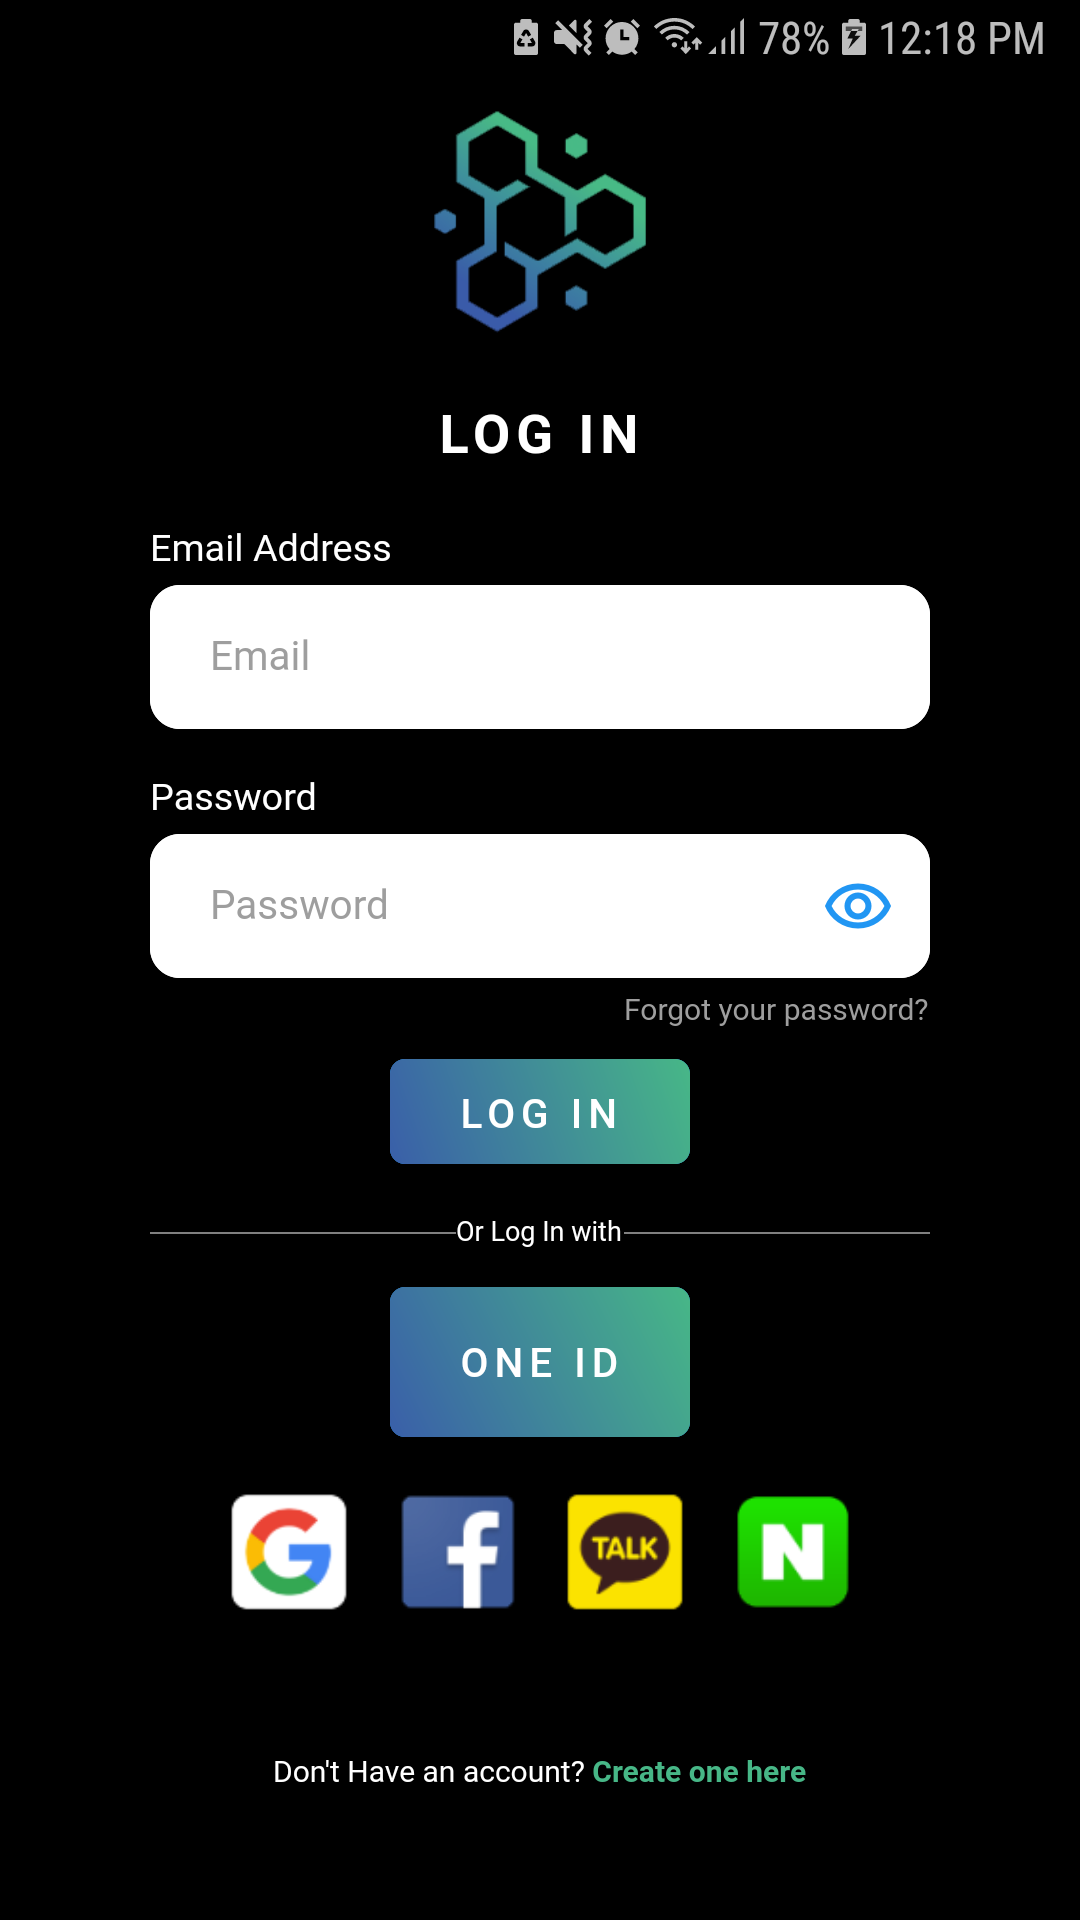 78% 12:18 PM
LOG IN
Email Address
Email
Password
Password
Forgot your password?
LOG IN
Or Log In with
ONE ID
G f TALK N
Don't Have an account? Create one here